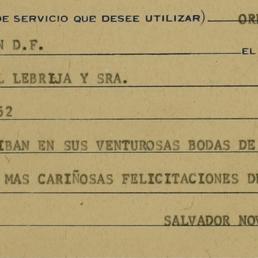 DE SERVICIO QUE DESEE UTILIZAR)
N D.F.
EL
LEBRIJA Y SRA.
52
IBAN EN SUS VENTUROSAS BODAS DE
MAS CARIÑOSAS FELICITACIONES DE
SALVADOR NOV